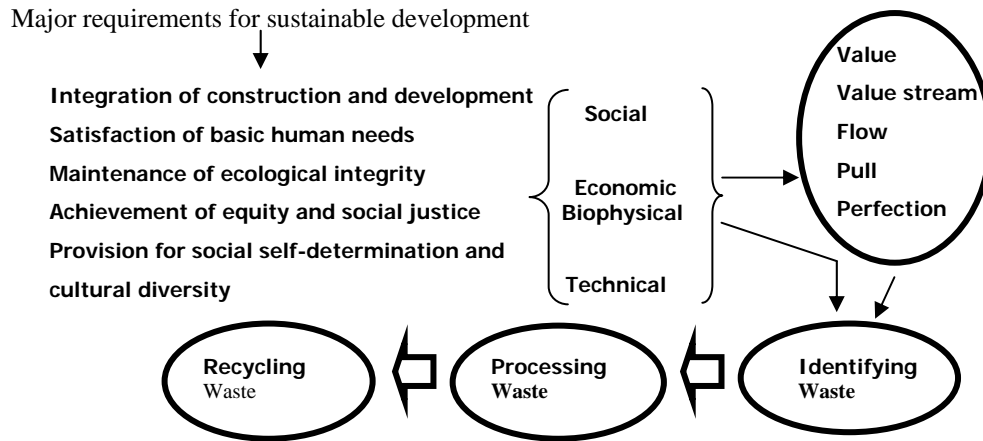 Major requirements for sustainable development
Integration of construction and development
Satisfaction of basic human needs
Maintenance of ecological integrity
Achievement of equity and social justice
Provision for social self-determination and
cultural diversity
Social
Economic
Biophysical
Technical
Value
Value stream
Flow
Pull
Perfection
Identifying
Waste
Processing
Waste
Recycling
Waste